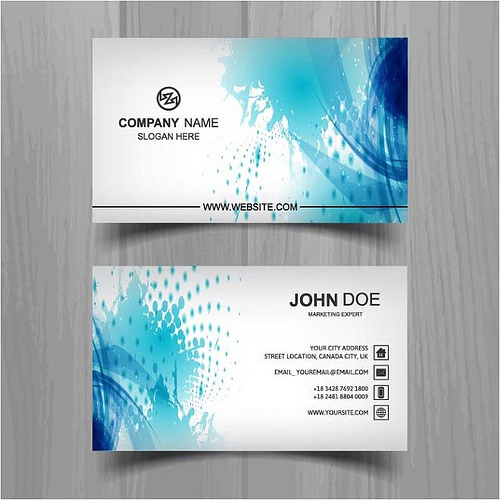 COMPANY NAME
SLOGAN HERE
WWW.WEBSITE.COM
JOHN DOE
MARKETING EXPERT
YOUR CITY ADDRESS
STREET LOCATION, CANADA CITY, UK
EMAIL_YOUREMAIL@EMAIL.COM
+18 3428 7692 1800
+18 2481 8804 0009
WWW.YOURSITE.COM